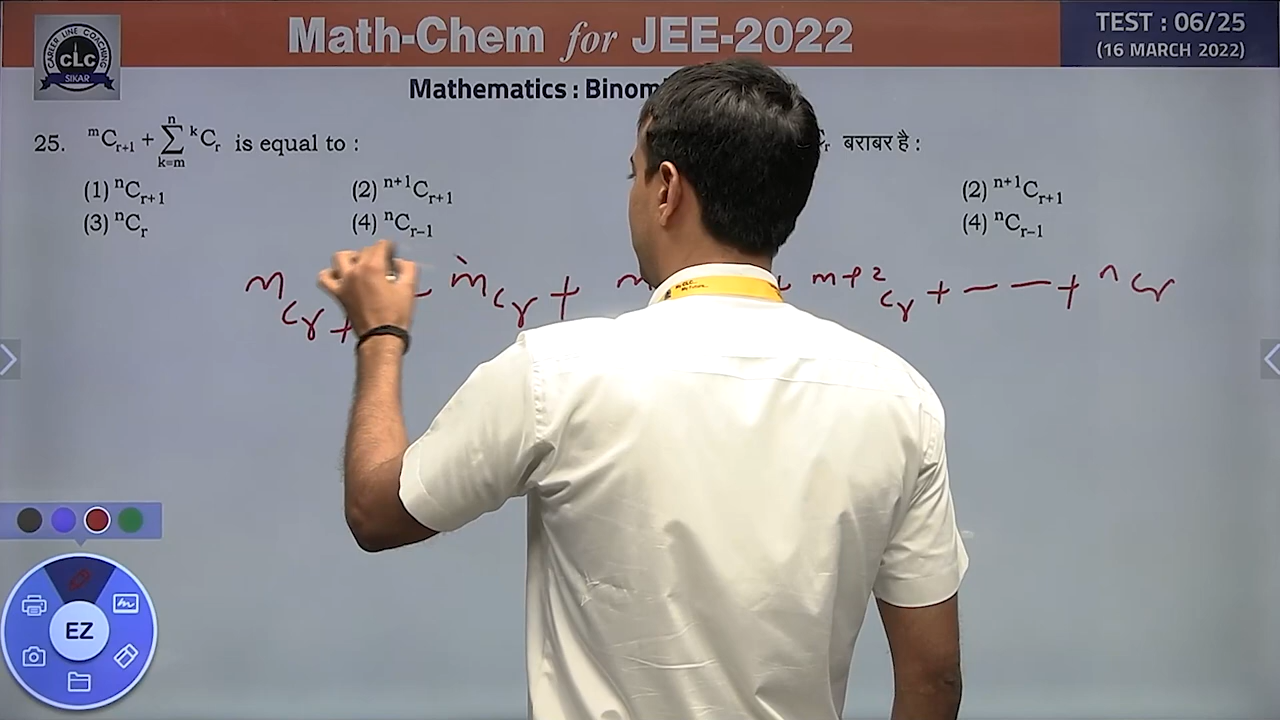 Math-Chem for JEE-2022
TEST : 06/25
(16 MARCH 2022)
CAREER LINE COACHING
CLC
SIKAR
Mathematics : Binom
25. ᵐCᵣ₊₁ + ∑ₖ₌ₘⁿ ᵏCᵣ is equal to :
(1) ⁿCᵣ₊₁ (2) ⁿ⁺¹Cᵣ₊₁
(3) ⁿCᵣ (4) ⁿCᵣ₋₁
बराबर है :
(2) ⁿ⁺¹Cᵣ₊₁
(4) ⁿCᵣ₋₁
ᵐCᵣ₊ ᵐCᵣ + ᵐ⁺²Cᵣ + – – + ⁿCᵣ
EZ